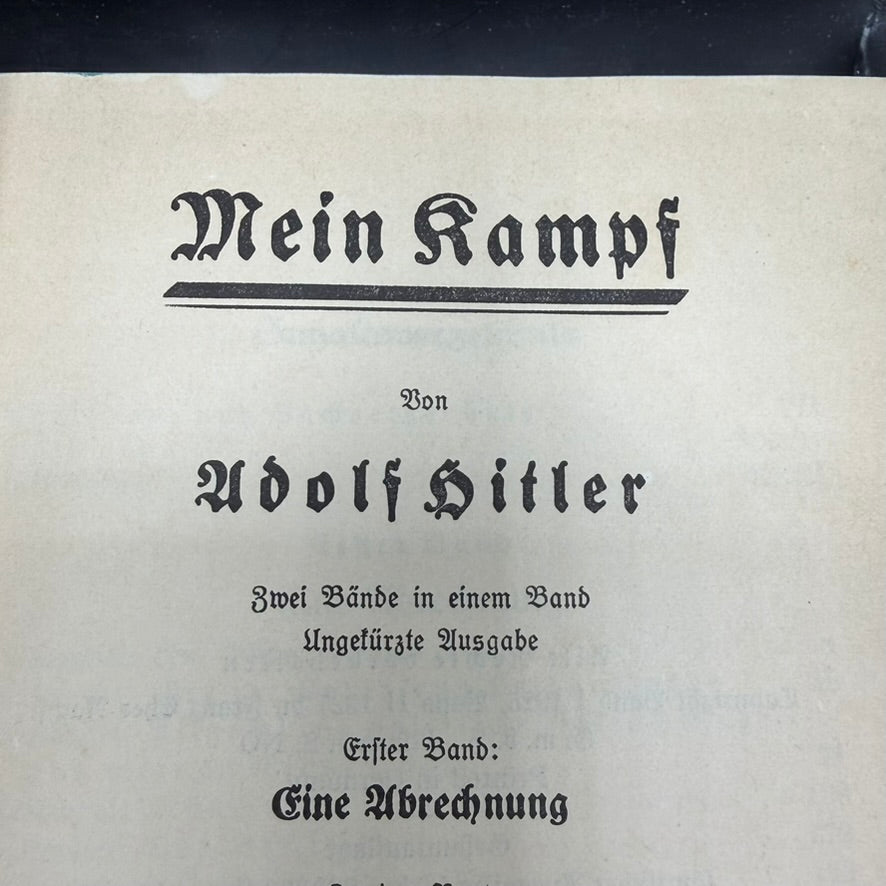 Mein Kampf
Von
Adolf Hitler
Zwei Bände in einem Band
Ungekürzte Ausgabe
Erster Band:
Eine Abrechnung